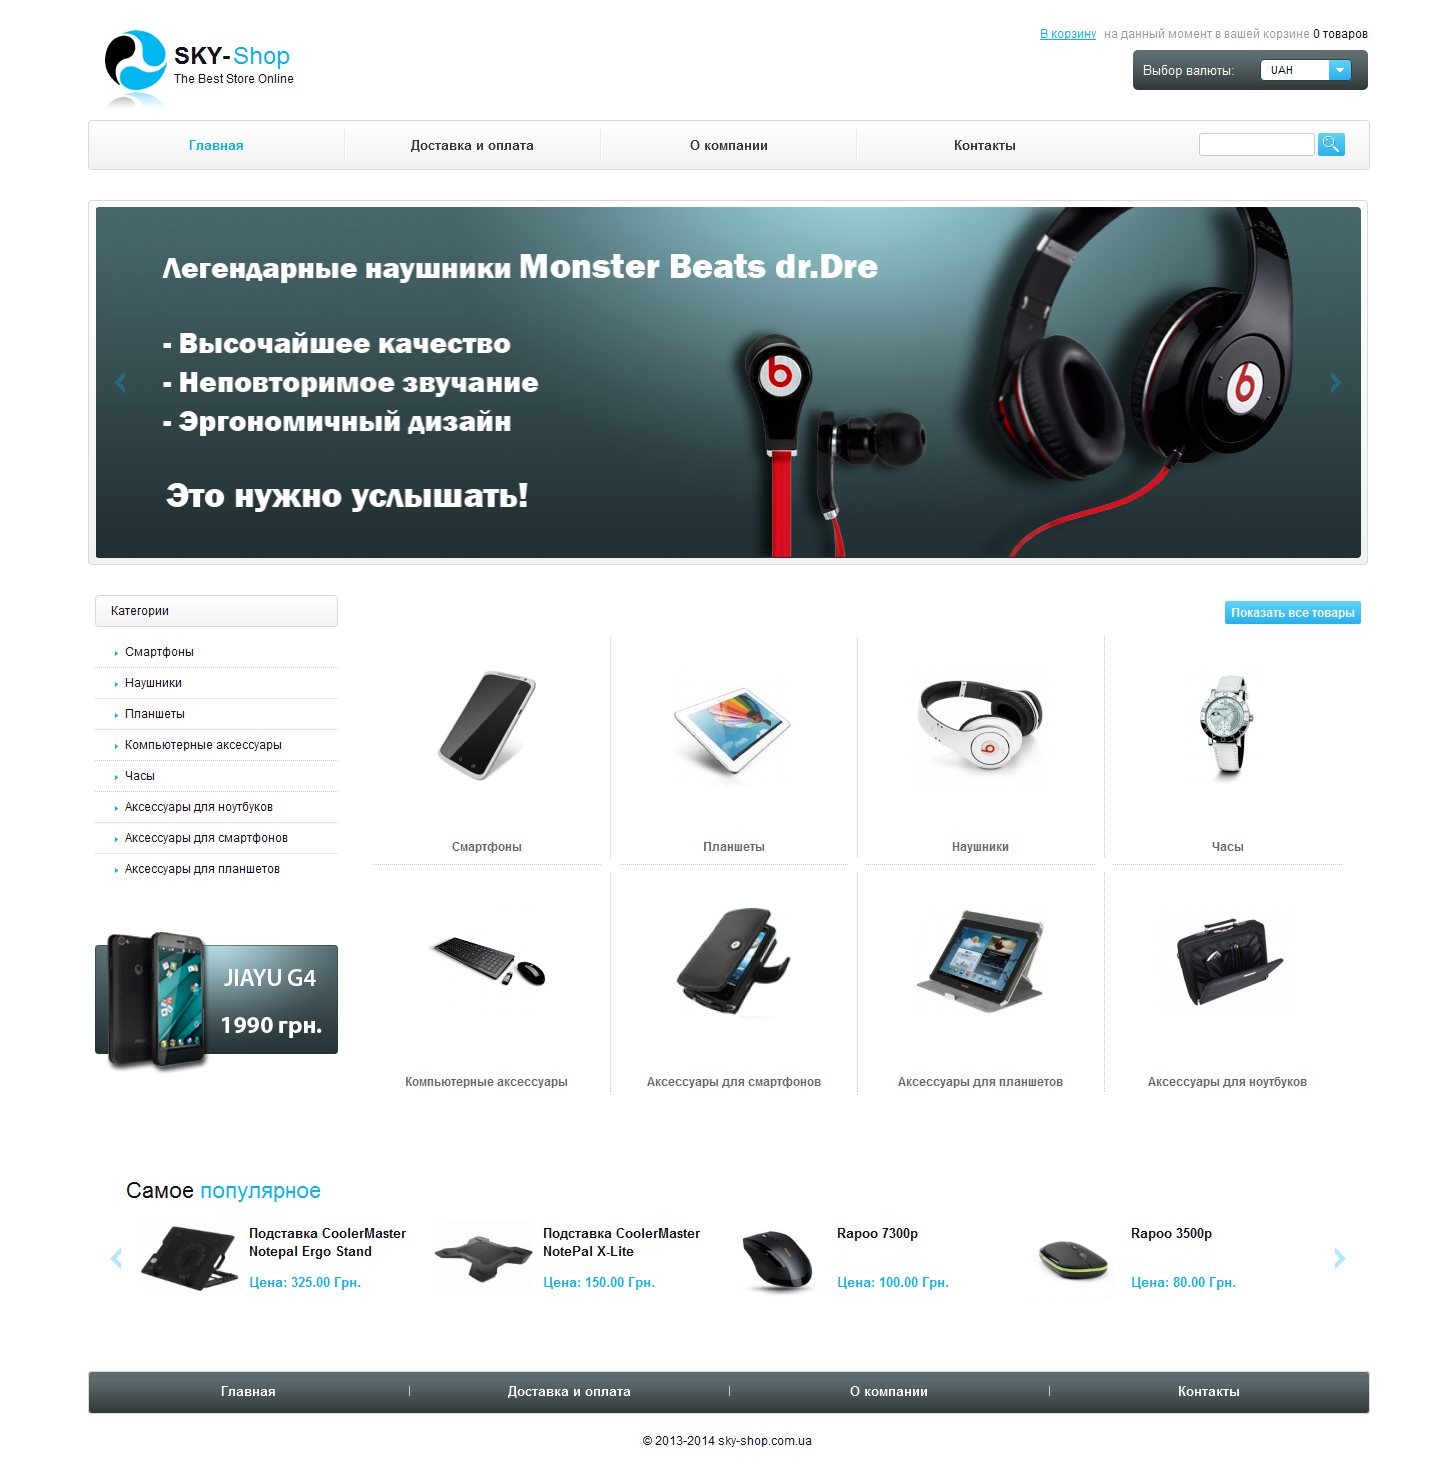 SKY-Shop
The Best Store Online
В корзину на данный момент в вашей корзине 0 товаров
Выбор валюты: UAH
Главная Доставка и оплата О компании Контакты
Легендарные наушники Monster Beats dr.Dre
- Высочайшее качество
- Неповторимое звучание
- Эргономичный дизайн
Это нужно услышать!
Категории
Смартфоны
Наушники
Планшеты
Компьютерные аксессуары
Часы
Аксессуары для ноутбуков
Аксессуары для смартфонов
Аксессуары для планшетов
JIAYU G4
1990 грн.
Показать все товары
Смартфоны Планшеты Наушники Часы
Компьютерные аксессуары Аксессуары для смартфонов Аксессуары для планшетов Аксессуары для ноутбуков
Самое популярное
Подставка CoolerMaster
Notepal Ergo Stand
Цена: 325.00 Грн.
Подставка CoolerMaster
NotePal X-Lite
Цена: 150.00 Грн.
Rapoo 7300p
Цена: 100.00 Грн.
Rapoo 3500p
Цена: 80.00 Грн.
Главная Доставка и оплата О компании Контакты
© 2013-2014 sky-shop.com.ua